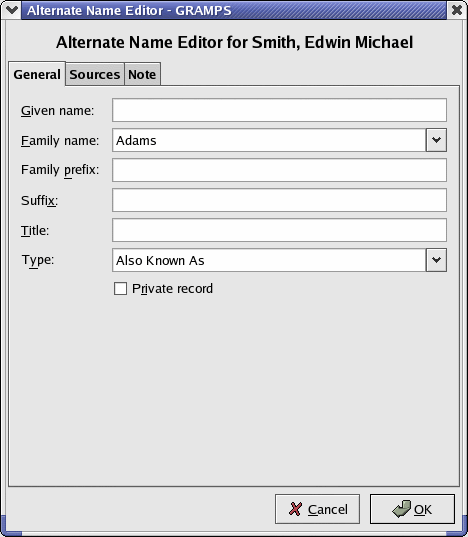 Alternate Name Editor - GRAMPS
Alternate Name Editor for Smith, Edwin Michael
General Sources Note
Given name:
Family name: Adams
Family prefix:
Suffix:
Title:
Type: Also Known As
Private record
Cancel OK